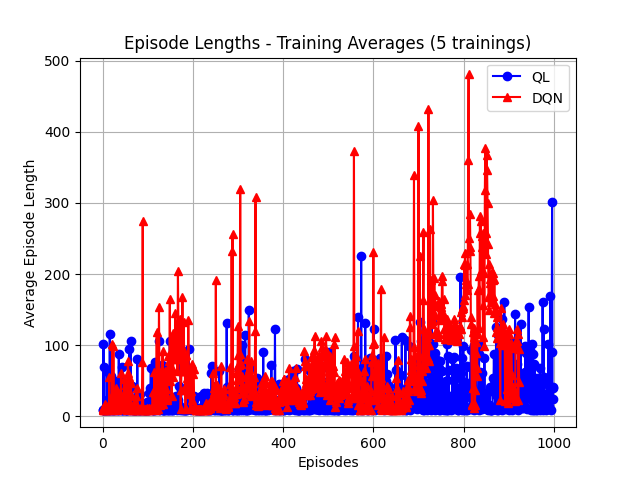 Episode Lengths - Training Averages (5 trainings)
500
400
300
200
100
0
Average Episode Length
QL
DQN
0 200 400 600 800 1000
Episodes